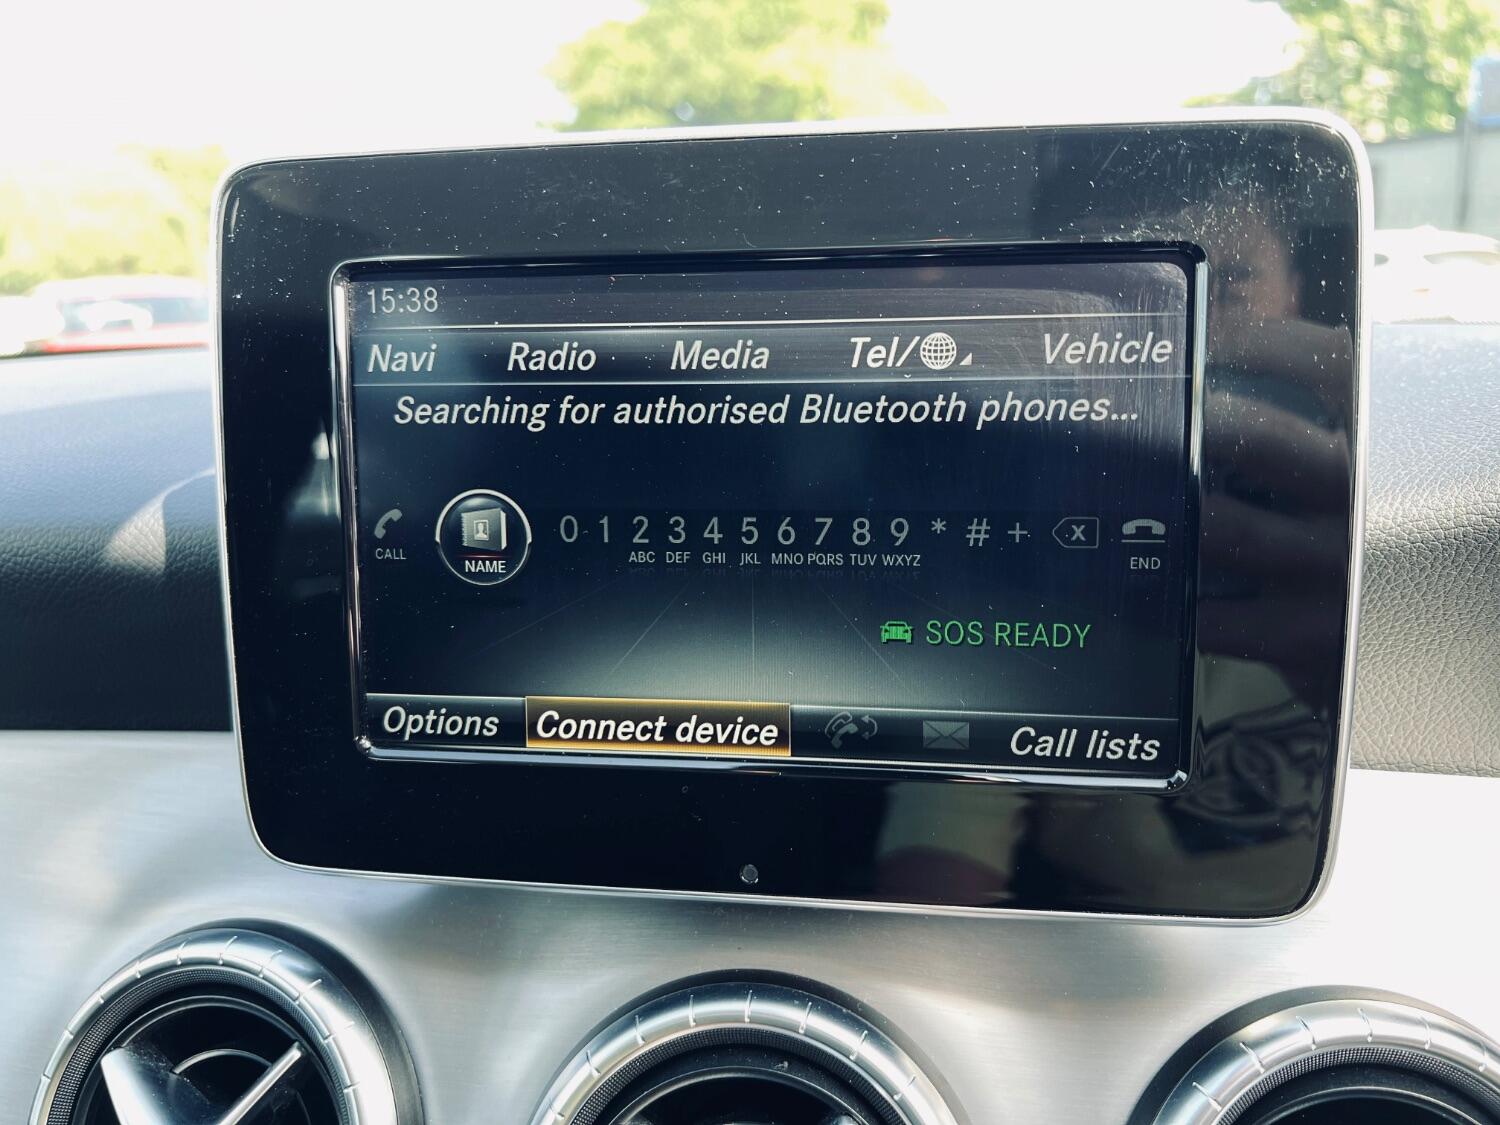 15:38
Navi Radio Media Tel/ Vehicle
Searching for authorised Bluetooth phones...
CALL NAME 0 1 2 3 4 5 6 7 8 9 * # + X END
ABC DEF GHI JKL MNO PQRS TUV WXYZ
SOS READY
Options Connect device Call lists